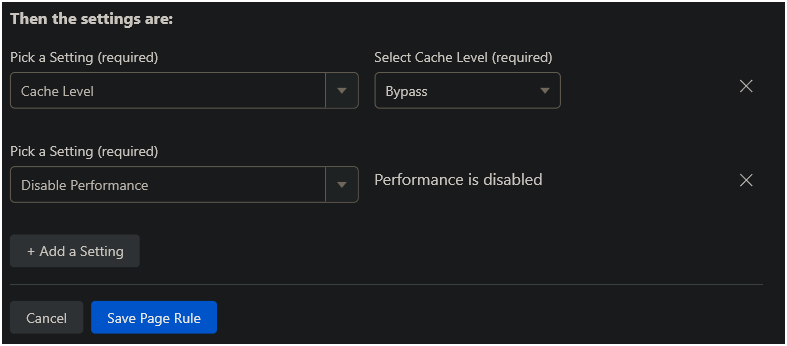 Then the settings are:
Pick a Setting (required)
Select Cache Level (required)
Cache Level
Bypass
Pick a Setting (required)
Disable Performance
Performance is disabled
+ Add a Setting
Cancel
Save Page Rule